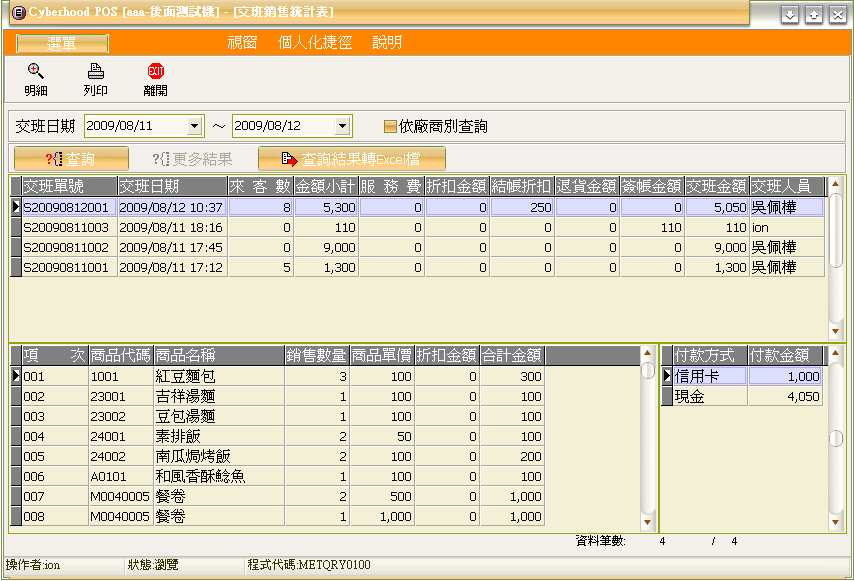 Cyberhood POS [aaa-後面測試機] - [交班銷售統計表]
選單 視窗 個人化捷徑 說明
EXIT
明細 列印 離開
交班日期 2009/08/11 ～ 2009/08/12 依廠商別查詢
?{ 查詢 ?{ 更多結果 查詢結果轉Excel檔
交班單號 交班日期 來客數 金額小計 服務費 折扣金額 結帳折扣 退貨金額 簽帳金額 交班金額 交班人員
S20090812001 2009/08/12 10:37 8 5,300 0 0 250 0 0 5,050 吳佩樺
S20090811003 2009/08/11 18:16 0 110 0 0 0 0 110 110 ion
S20090811002 2009/08/11 17:45 0 9,000 0 0 0 0 0 9,000 吳佩樺
S20090811001 2009/08/11 17:12 5 1,300 0 0 0 0 0 1,300 吳佩樺
項次 商品代碼 商品名稱 銷售數量 商品單價 折扣金額 合計金額 付款方式 付款金額
001 1001 紅豆麵包 3 100 0 300 信用卡 1,000
002 23001 吉祥湯麵 1 100 0 100 現金 4,050
003 23002 豆包湯麵 1 100 0 100
004 24001 素排飯 2 50 0 100
005 24002 南瓜焗烤飯 2 100 0 200
006 A0101 和風香酥鯰魚 1 100 0 100
007 M0040005 餐卷 2 500 0 1,000
008 M0040005 餐卷 1 1,000 0 1,000
資料筆數: 4 / 4
操作者:ion 狀態:瀏覽 程式代碼:METQRY0100